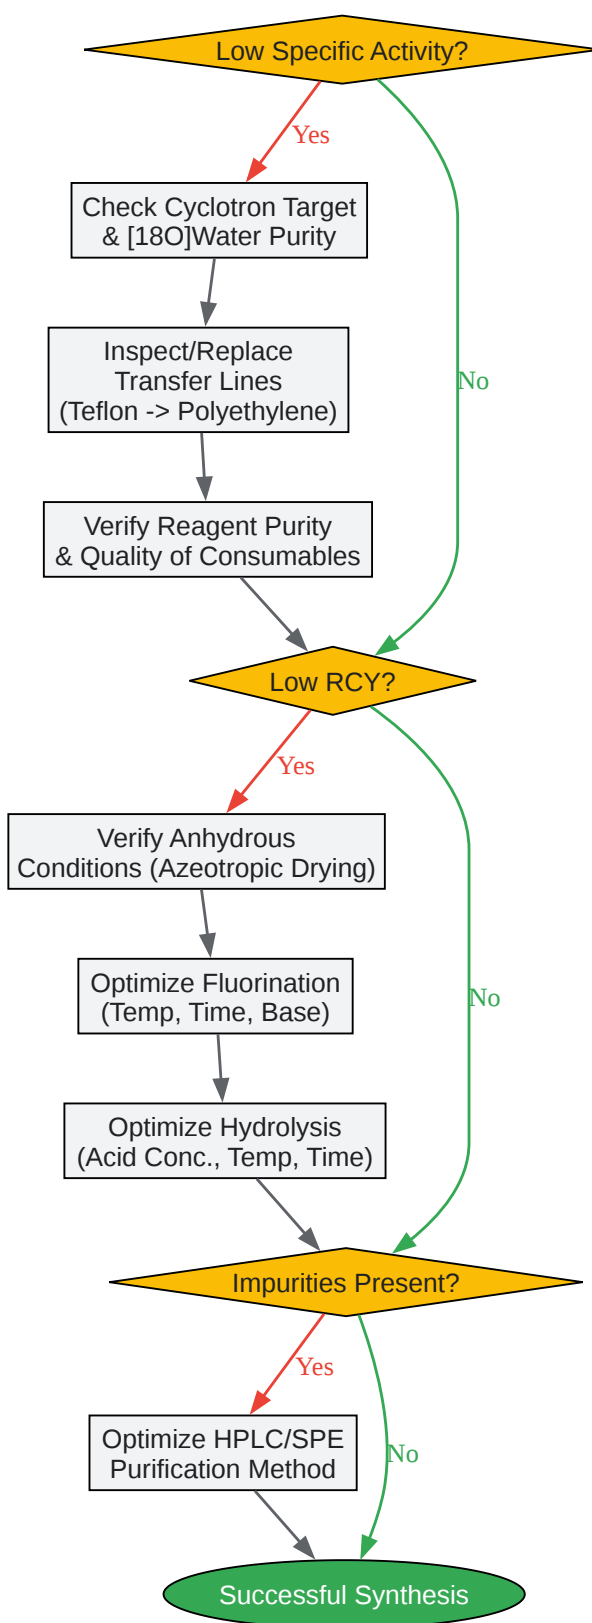 Low Specific Activity?
Yes
Check Cyclotron Target
& [18O]Water Purity
Inspect/Replace
Transfer Lines
(Teflon -> Polyethylene)
No
Verify Reagent Purity
& Quality of Consumables
Low RCY?
Yes
Verify Anhydrous
Conditions (Azeotropic Drying)
Optimize Fluorination
(Temp, Time, Base)
No
Optimize Hydrolysis
(Acid Conc., Temp, Time)
Impurities Present?
Yes
Optimize HPLC/SPE
Purification Method
No
Successful Synthesis